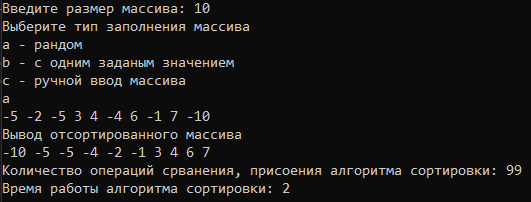 Введите размер массива: 10
Выберите тип заполнения массива
a - рандом
b - с одним заданым значением
c - ручной ввод массива
a
-5 -2 -5 3 4 -4 6 -1 7 -10
Вывод отсортированного массива
-10 -5 -5 -4 -2 -1 3 4 6 7
Количество операций срванения, присоения алгоритма сортировки: 99
Время работы алгоритма сортировки: 2